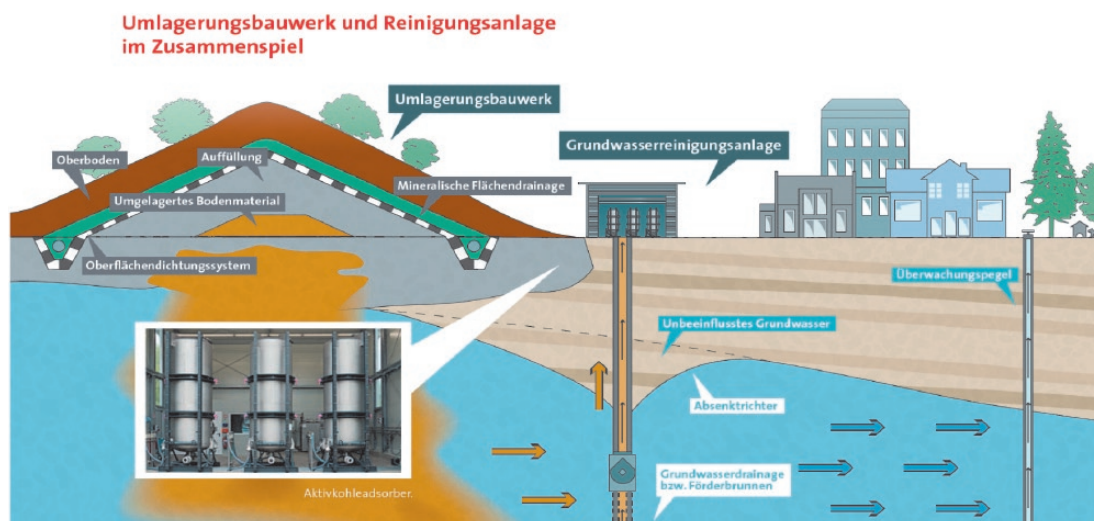 Umlagerungsbauwerk und Reinigungsanlage
im Zusammenspiel
Umlagerungsbauwerk
Grundwasserreinigungsanlage
Oberboden
Auffüllung
Mineralische Flächendrainage
Umgelagertes Bodenmaterial
Oberflächendichtungssystem
Überwachungspegel
Unbeeinflusstes Grundwasser
Absenktrichter
Grundwasserdrainage
bzw. Förderbrunnen
Aktivkohleadsorber.